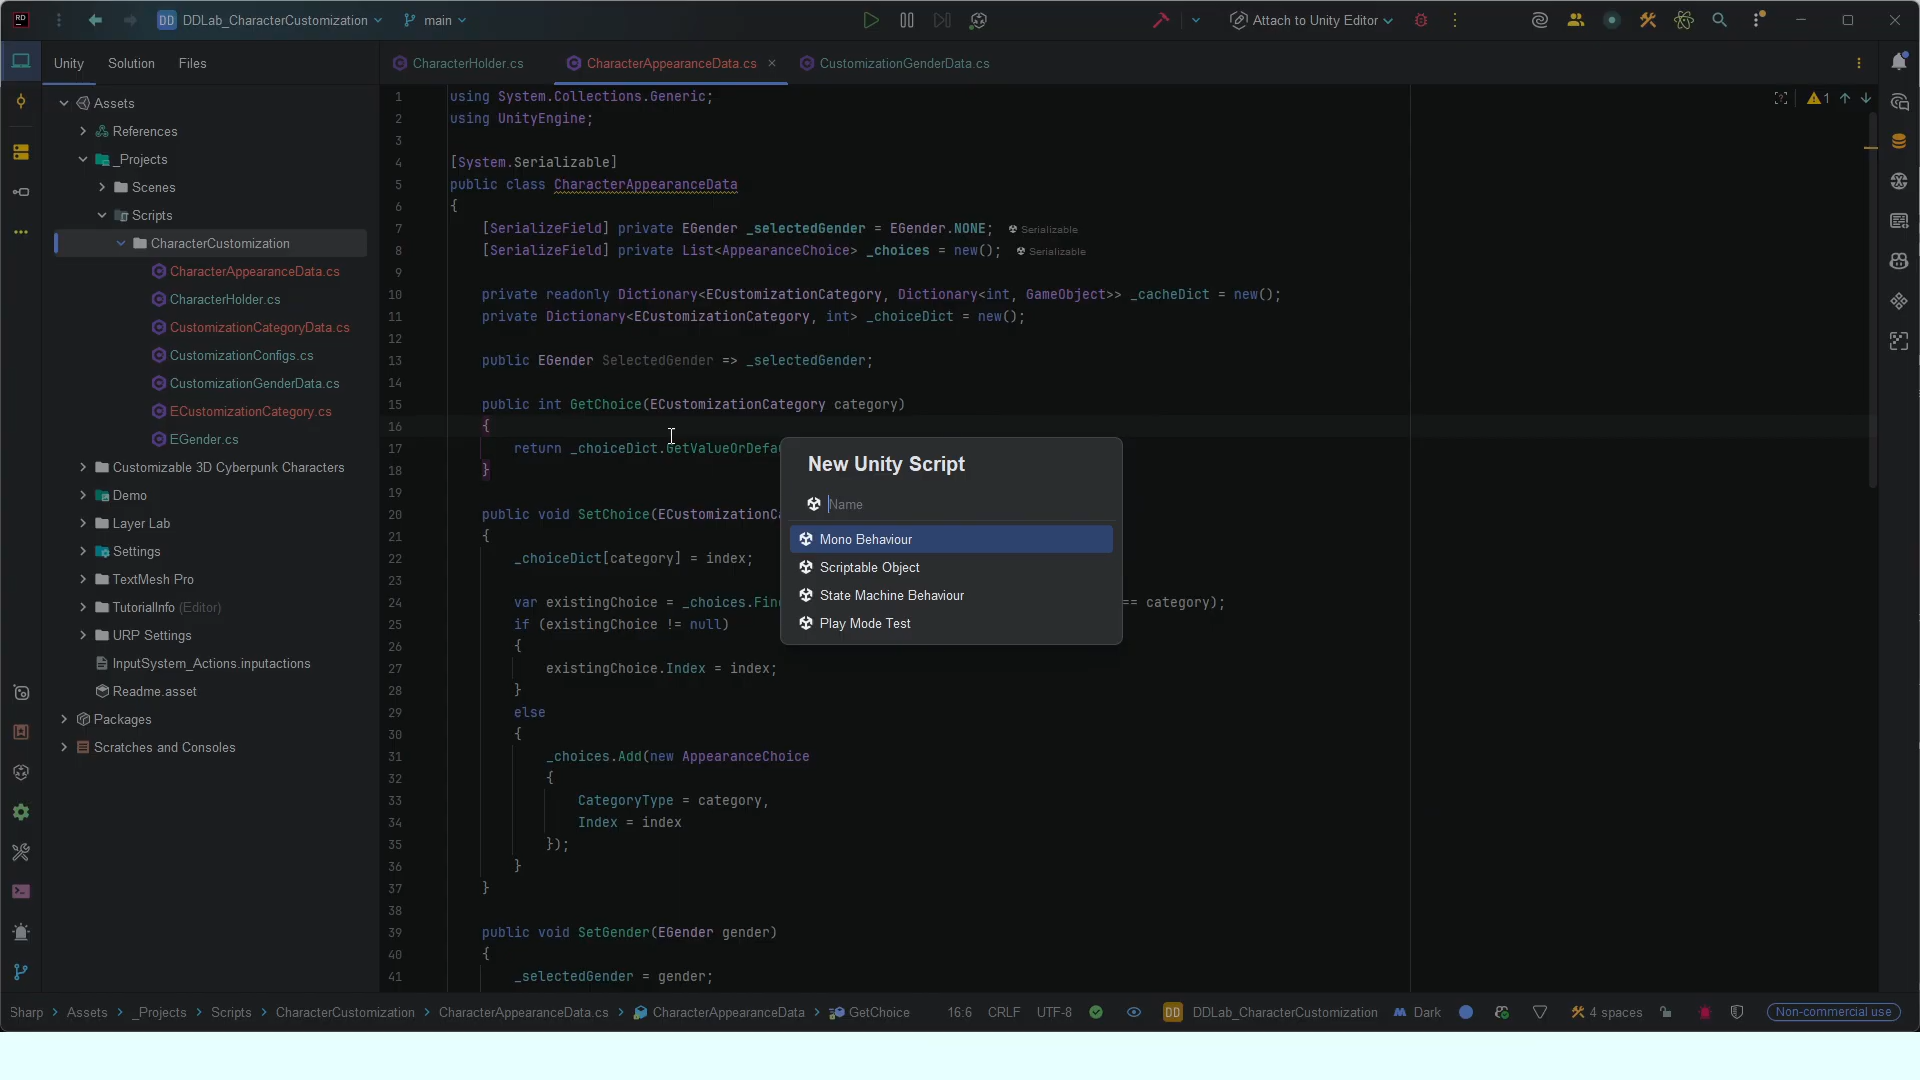 DD DDLab_CharacterCustomization
main
Attach to Unity Editor
Unity
Solution
Files
CharacterHolder.cs
CharacterAppearanceData.cs
CustomizationGenderData.cs
Assets
References
_Projects
Scenes
Scripts
CharacterCustomization
CharacterAppearanceData.cs
CharacterHolder.cs
CustomizationCategoryData.cs
CustomizationConfigs.cs
CustomizationGenderData.cs
ECustomizationCategory.cs
EGender.cs
Customizable 3D Cyberpunk Characters
Demo
Layer Lab
Settings
TextMesh Pro
TutorialInfo (Editor)
URP Settings
InputSystem_Actions.inputactions
Readme.asset
Packages
Scratches and Consoles
1 using System.Collections.Generic;
2 using UnityEngine;
3
4 [System.Serializable]
5 public class CharacterAppearanceData
6 {
7 [SerializeField] private EGender _selectedGender = EGender.NONE; Serializable
8 [SerializeField] private List<AppearanceChoice> _choices = new(); Serializable
9
10 private readonly Dictionary<ECustomizationCategory, Dictionary<int, GameObject>> _cacheDict = new();
11 private Dictionary<ECustomizationCategory, int> _choiceDict = new();
12
13 public EGender SelectedGender => _selectedGender;
14
15 public int GetChoice(ECustomizationCategory category)
16 {
17 return _choiceDict.GetValueOrDefau
18 }
19
20 public void SetChoice(ECustomizationCa
21 {
22 _choiceDict[category] = index;
23
24 var existingChoice = _choices.Find == category);
25 if (existingChoice != null)
26 {
27 existingChoice.Index = index;
28 }
29 else
30 {
31 _choices.Add(new AppearanceChoice
32 {
33 CategoryType = category,
34 Index = index
35 });
36 }
37 }
38
39 public void SetGender(EGender gender)
40 {
41 _selectedGender = gender;
1
New Unity Script
Name
Mono Behaviour
Scriptable Object
State Machine Behaviour
Play Mode Test
Sharp > Assets > _Projects > Scripts > CharacterCustomization > CharacterAppearanceData.cs > CharacterAppearanceData > GetChoice
16:6 CRLF UTF-8 DD DDLab_CharacterCustomization Dark 4 spaces Non-commercial use